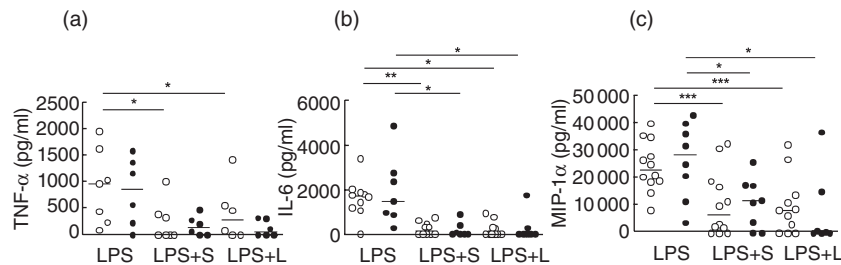 (a)
TNF-α (pg/ml)
2500
2000
1500
1000
500
0
*
*
LPS LPS+S LPS+L
(b)
IL-6 (pg/ml)
6000
4000
2000
0
*
*
**
*
LPS LPS+S LPS+L
(c)
MIP-1α (pg/ml)
50 000
40 000
30 000
20 000
10 000
0
*
*
***
***
LPS LPS+S LPS+L